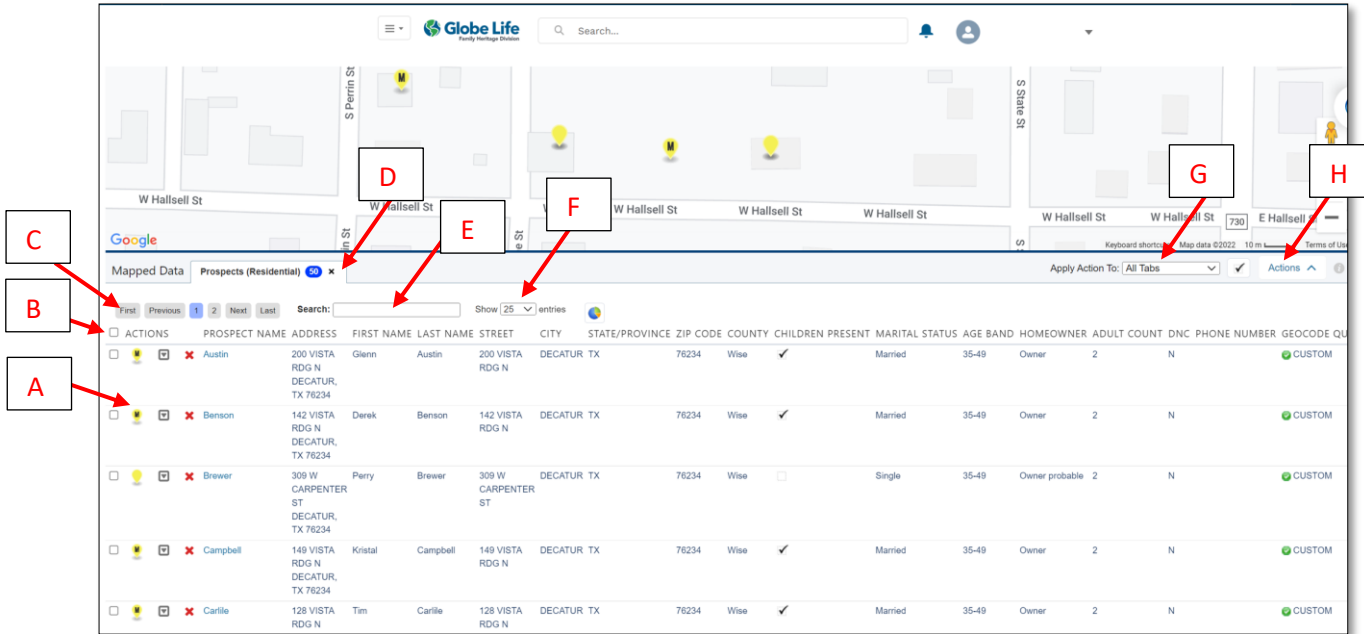 Globe Life
Family Heritage Division
Search...
M
S Perrin St
S State St
M
D
G
H
W Hallsell St
W Hallsell St
F
W Hallsell St
W Hallsell St
W Hallsell St
W Hallsell St
W Hallsell St
730
E Hallsell
C
E
Google
Keyboard shortcu Map data ©2022 10 m Terms of Us
Mapped Data Prospects (Residential) 50 × Apply Action To: All Tabs Actions
B
First Previous 1 2 Next Last Search: Show 25 entries
ACTIONS PROSPECT NAME ADDRESS FIRST NAME LAST NAME STREET CITY STATE/PROVINCE ZIP CODE COUNTY CHILDREN PRESENT MARITAL STATUS AGE BAND HOMEOWNER ADULT COUNT DNC PHONE NUMBER GEOCODE QU
A
M Austin 200 VISTA Glenn Austin 200 VISTA DECATUR TX 76234 Wise Married 35-49 Owner 2 N CUSTOM
RDG N RDG N
DECATUR,
TX 76234
M Benson 142 VISTA Derek Benson 142 VISTA DECATUR TX 76234 Wise Married 35-49 Owner 2 N CUSTOM
RDG N RDG N
DECATUR,
TX 76234
Brewer 309 W Perry Brewer 309 W DECATUR TX 76234 Wise Single 35-49 Owner probable 2 N CUSTOM
CARPENTER CARPENTER
ST ST
DECATUR,
TX 76234
M Campbell 149 VISTA Kristal Campbell 149 VISTA DECATUR TX 76234 Wise Married 35-49 Owner 2 N CUSTOM
RDG N RDG N
DECATUR,
TX 76234
M Carlile 128 VISTA Tim Carlile 128 VISTA DECATUR TX 76234 Wise Married 35-49 Owner 2 N CUSTOM
RDG N RDG N